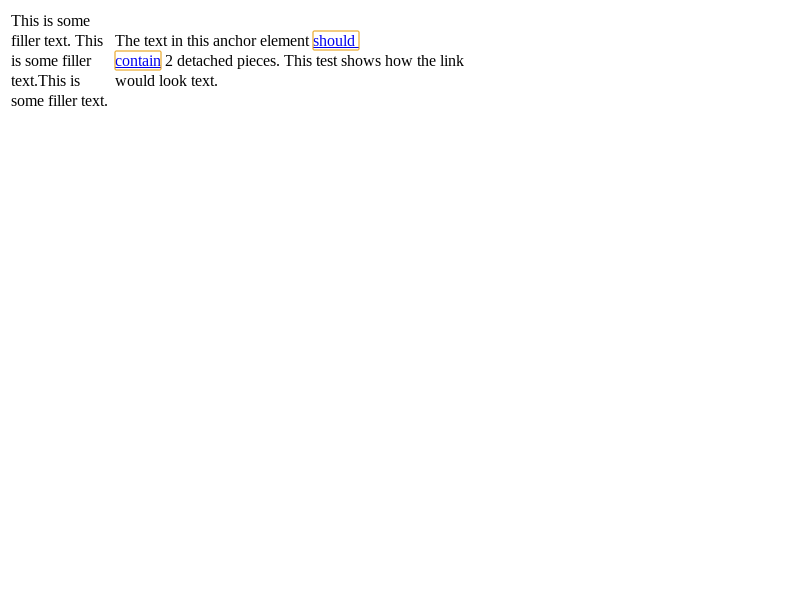 This is some
filler text. This
is some filler
text.This is
some filler text.
The text in this anchor element should
contain 2 detached pieces. This test shows how the link
would look text.